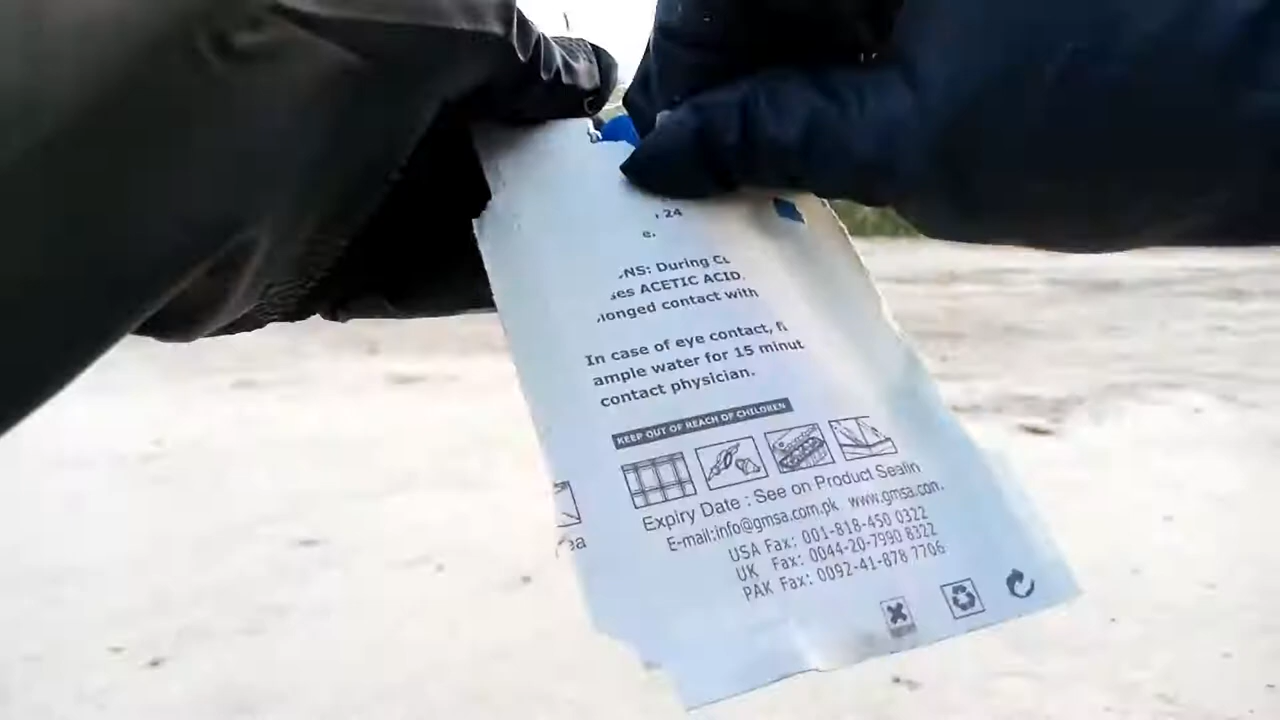 24
e.
NS: During
ses ACETIC ACID
longed contact with
In case of eye contact,
ample water for 15 minut
contact physician.
KEEP OUT OF REACH OF CHILDREN
Expiry Date : See on Product Sealin
E-mail:info@gmsa.com.pk www.gmsa.con.
USA Fax: 001-818-450 0322
UK Fax: 0044-20-7990 8322
PAK Fax: 0092-41-878 7706
ea